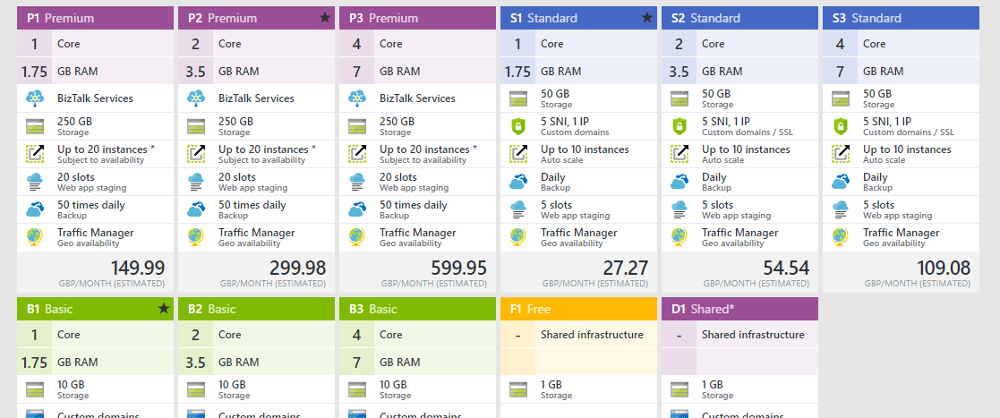 P1 Premium
1 Core
1.75 GB RAM
BizTalk Services
250 GB
Storage
Up to 20 instances *
Subject to availability
20 slots
Web app staging
50 times daily
Backup
Traffic Manager
Geo availability
149.99
GBP/MONTH (ESTIMATED)
P2 Premium
2 Core
3.5 GB RAM
BizTalk Services
250 GB
Storage
Up to 20 instances *
Subject to availability
20 slots
Web app staging
50 times daily
Backup
Traffic Manager
Geo availability
299.98
GBP/MONTH (ESTIMATED)
P3 Premium
4 Core
7 GB RAM
BizTalk Services
250 GB
Storage
Up to 20 instances *
Subject to availability
20 slots
Web app staging
50 times daily
Backup
Traffic Manager
Geo availability
599.95
GBP/MONTH (ESTIMATED)
S1 Standard
1 Core
1.75 GB RAM
50 GB
Storage
5 SNI, 1 IP
Custom domains
Up to 10 instances
Auto scale
Daily
Backup
5 slots
Web app staging
Traffic Manager
Geo availability
27.27
GBP/MONTH (ESTIMATED)
S2 Standard
2 Core
3.5 GB RAM
50 GB
Storage
5 SNI, 1 IP
Custom domains / SSL
Up to 10 instances
Auto scale
Daily
Backup
5 slots
Web app staging
Traffic Manager
Geo availability
54.54
GBP/MONTH (ESTIMATED)
S3 Standard
4 Core
7 GB RAM
50 GB
Storage
5 SNI, 1 IP
Custom domains / SSL
Up to 10 instances
Auto scale
Daily
Backup
5 slots
Web app staging
Traffic Manager
Geo availability
109.08
GBP/MONTH (ESTIMATED)
B1 Basic
1 Core
1.75 GB RAM
10 GB
Storage
Custom domains
B2 Basic
2 Core
3.5 GB RAM
10 GB
Storage
Custom domains
B3 Basic
4 Core
7 GB RAM
10 GB
Storage
Custom domains
F1 Free
- Shared infrastructure
1 GB
Storage
D1 Shared*
- Shared infrastructure
1 GB
Storage
Custom domains